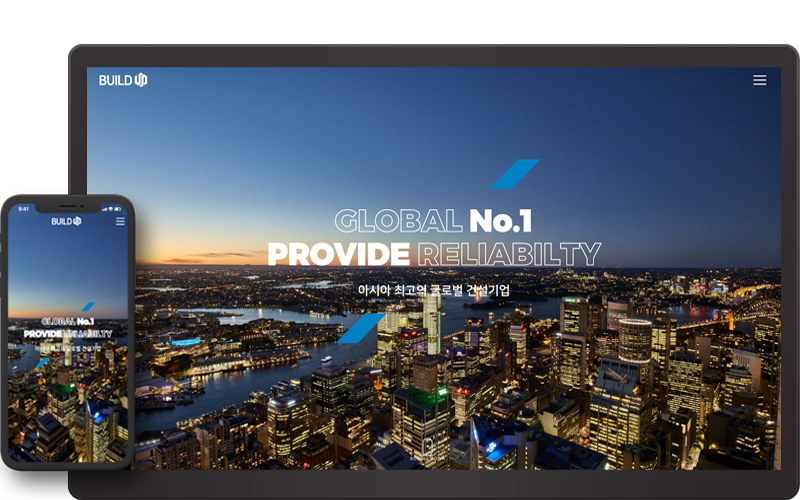 BUILD UP
GLOBAL No.1
PROVIDE RELIABILTY
아시아 최고의 글로벌 건설기업
9:41
BUILD UP
GLOBAL No.1
PROVIDE RELIABILTY